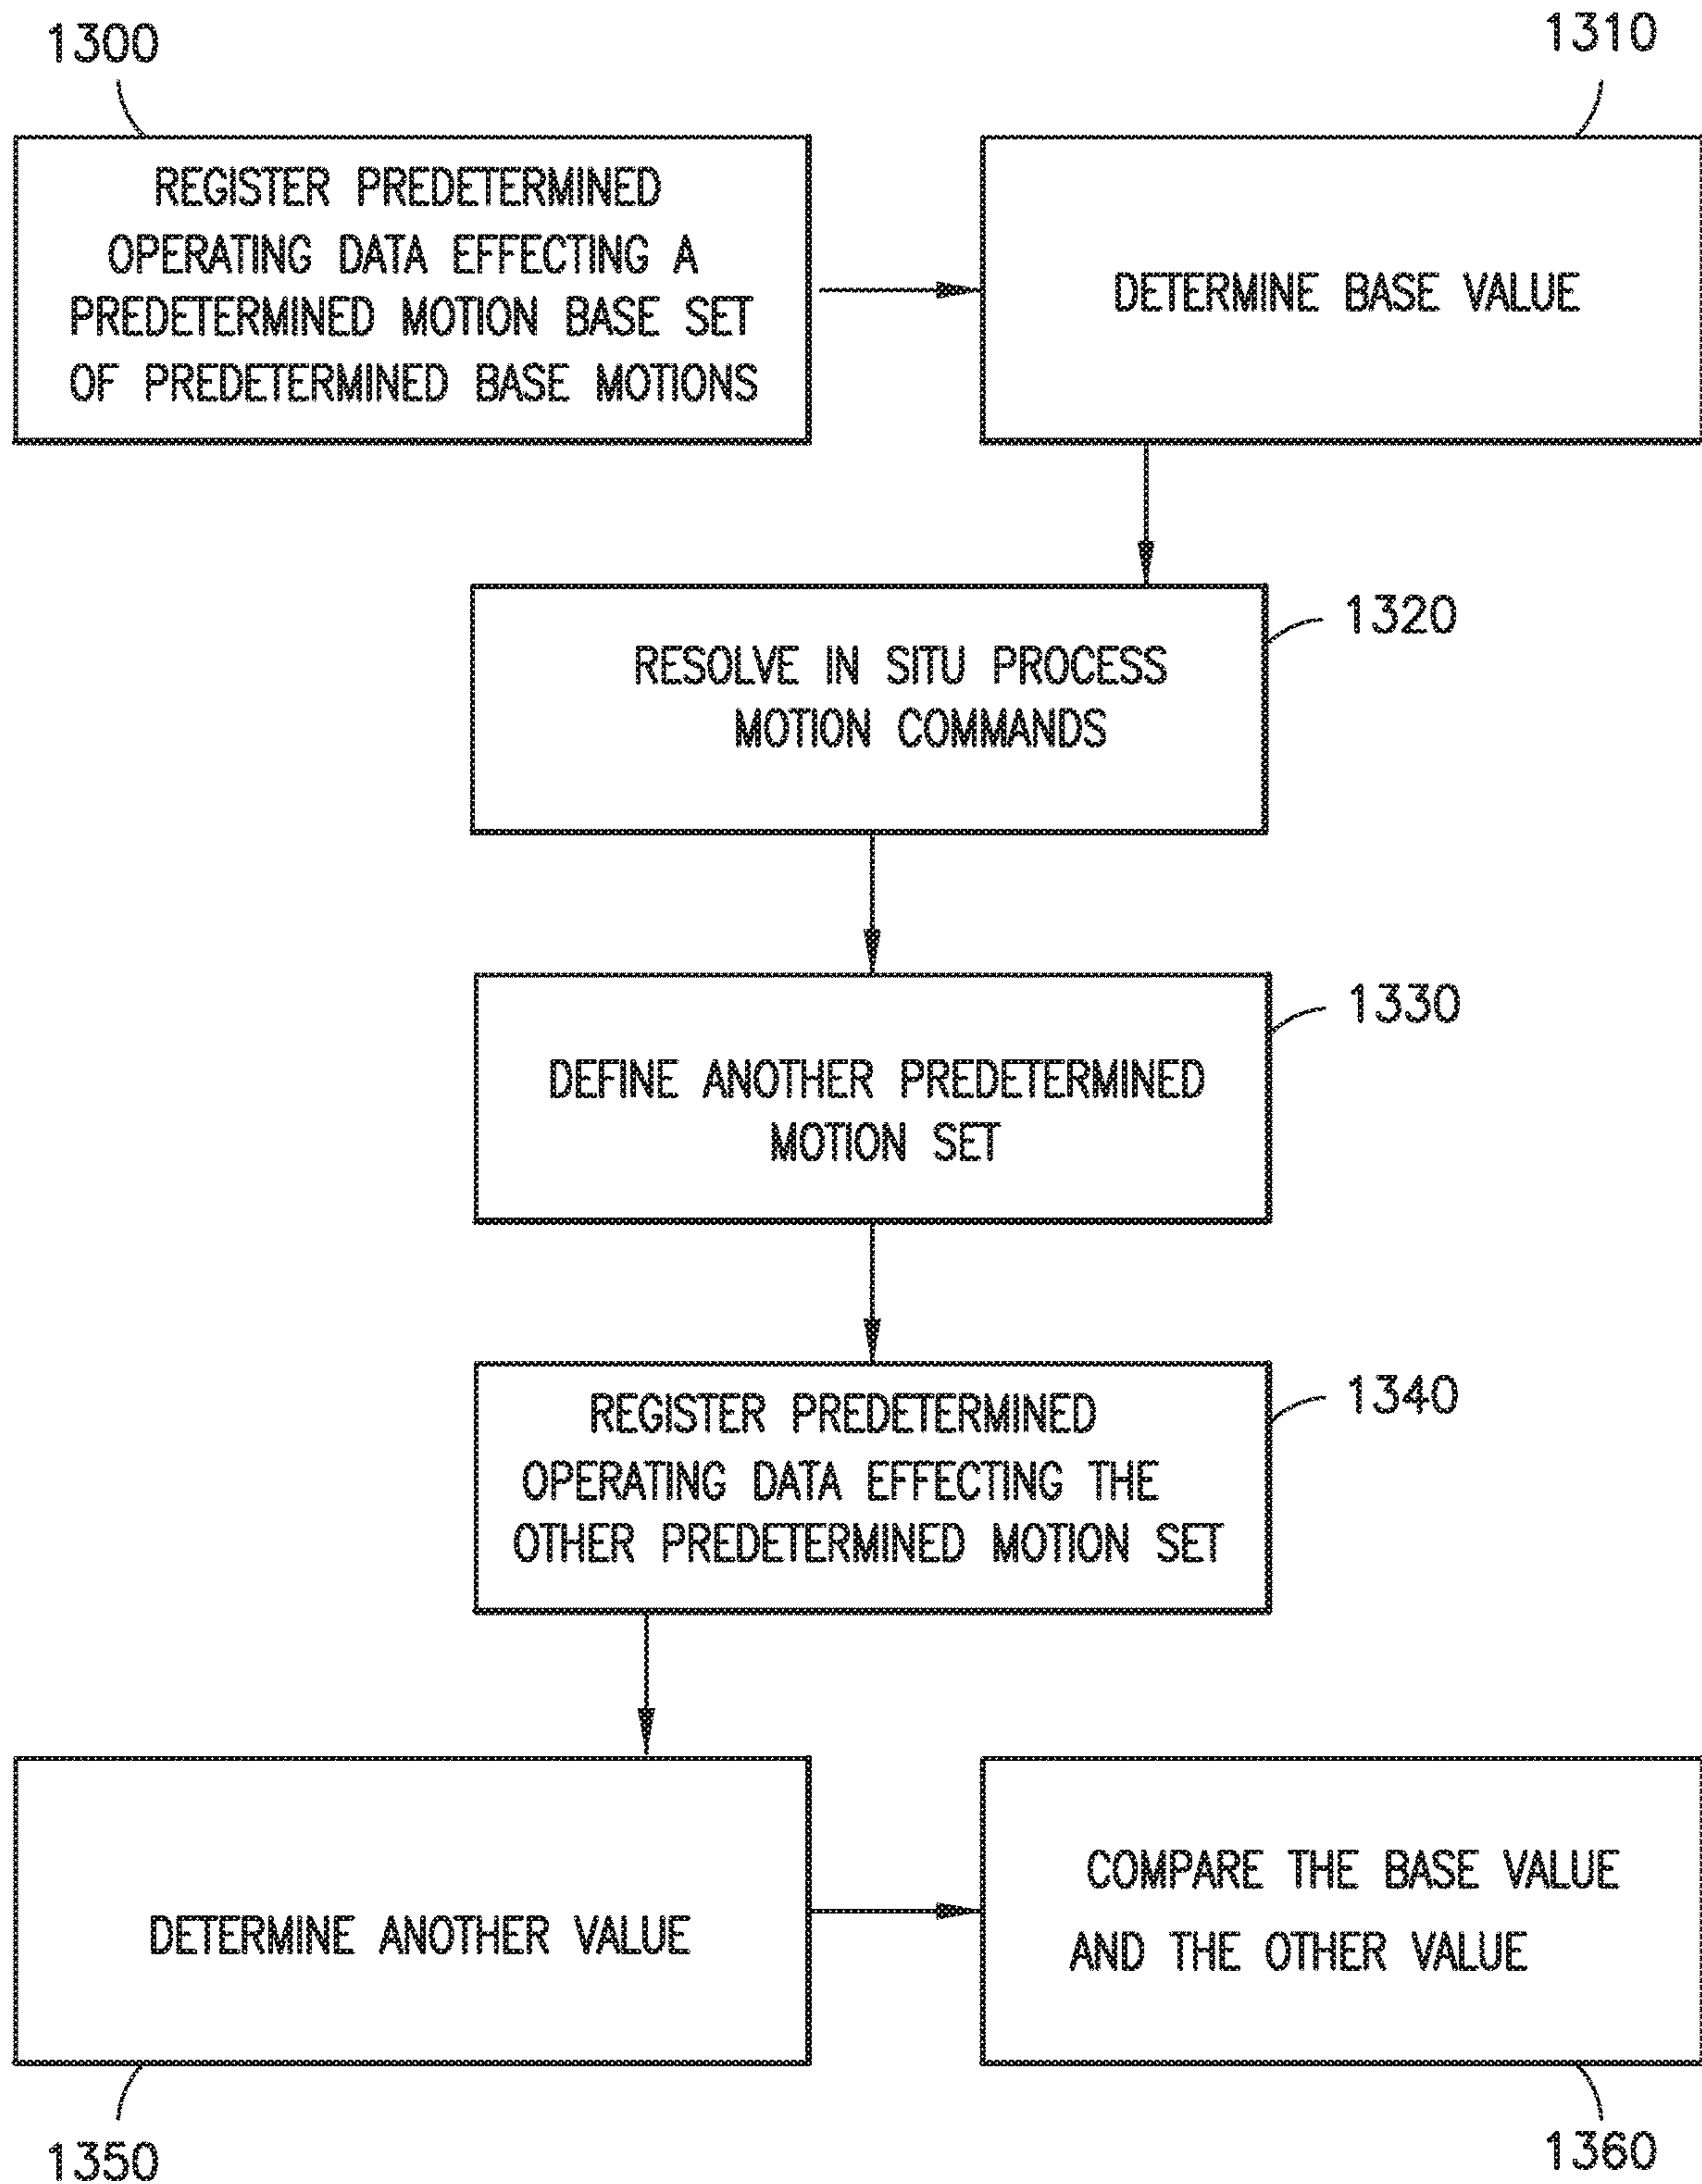 1300
1310
REGISTER PREDETERMINED
OPERATING DATA EFFECTING A
PREDETERMINED MOTION BASE SET
OF PREDETERMINED BASE MOTIONS
DETERMINE BASE VALUE
1320
RESOLVE IN SITU PROCESS
MOTION COMMANDS
1330
DEFINE ANOTHER PREDETERMINED
MOTION SET
1340
REGISTER PREDETERMINED
OPERATING DATA EFFECTING THE
OTHER PREDETERMINED MOTION SET
DETERMINE ANOTHER VALUE
COMPARE THE BASE VALUE
AND THE OTHER VALUE
1350
1360